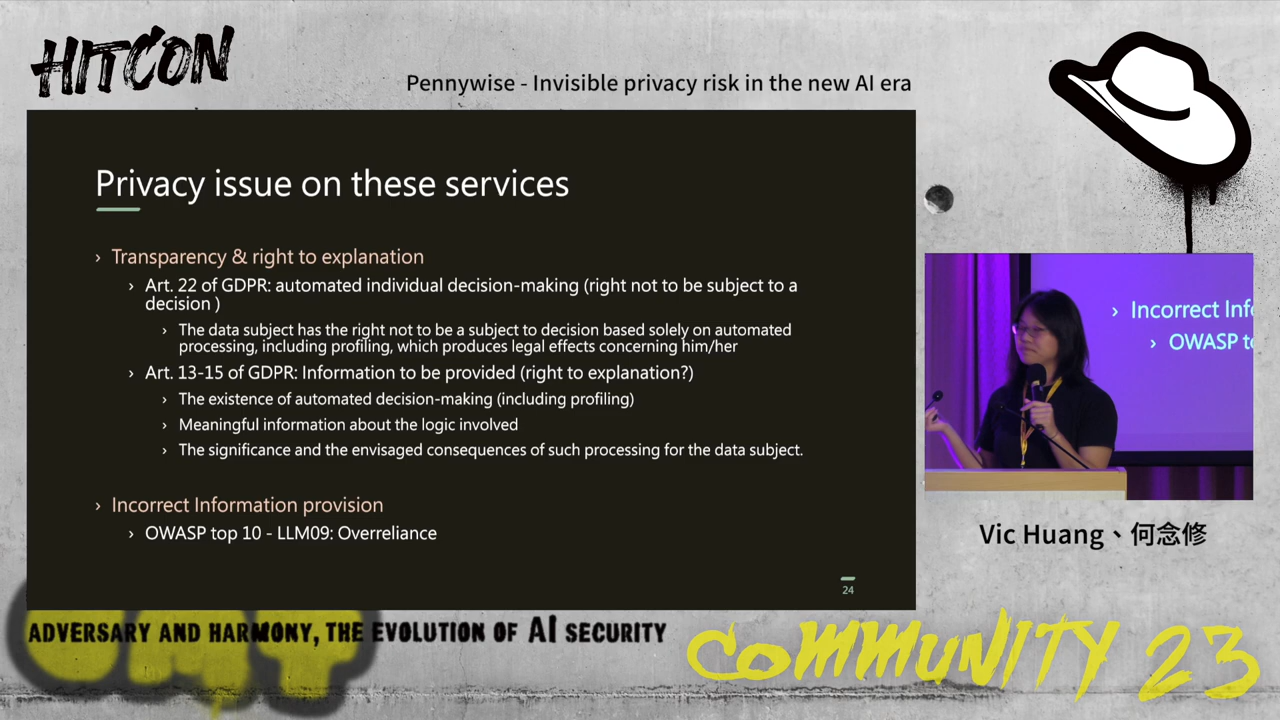 HITCON
Pennywise - Invisible privacy risk in the new AI era
Privacy issue on these services
› Transparency & right to explanation
› Art. 22 of GDPR: automated individual decision-making (right not to be subject to a
decision )
› The data subject has the right not to be a subject to decision based solely on automated
processing, including profiling, which produces legal effects concerning him/her
› Art. 13-15 of GDPR: Information to be provided (right to explanation?)
› The existence of automated decision-making (including profiling)
› Meaningful information about the logic involved
› The significance and the envisaged consequences of such processing for the data subject.
› Incorrect Information provision
› OWASP top 10 - LLM09: Overreliance
24
› Incorrect Inf
› OWASP t
Vic Huang、何念修
ADVERSARY AND HARMONY, THE EVOLUTION OF AI SECURITY
COMMUNITY 23